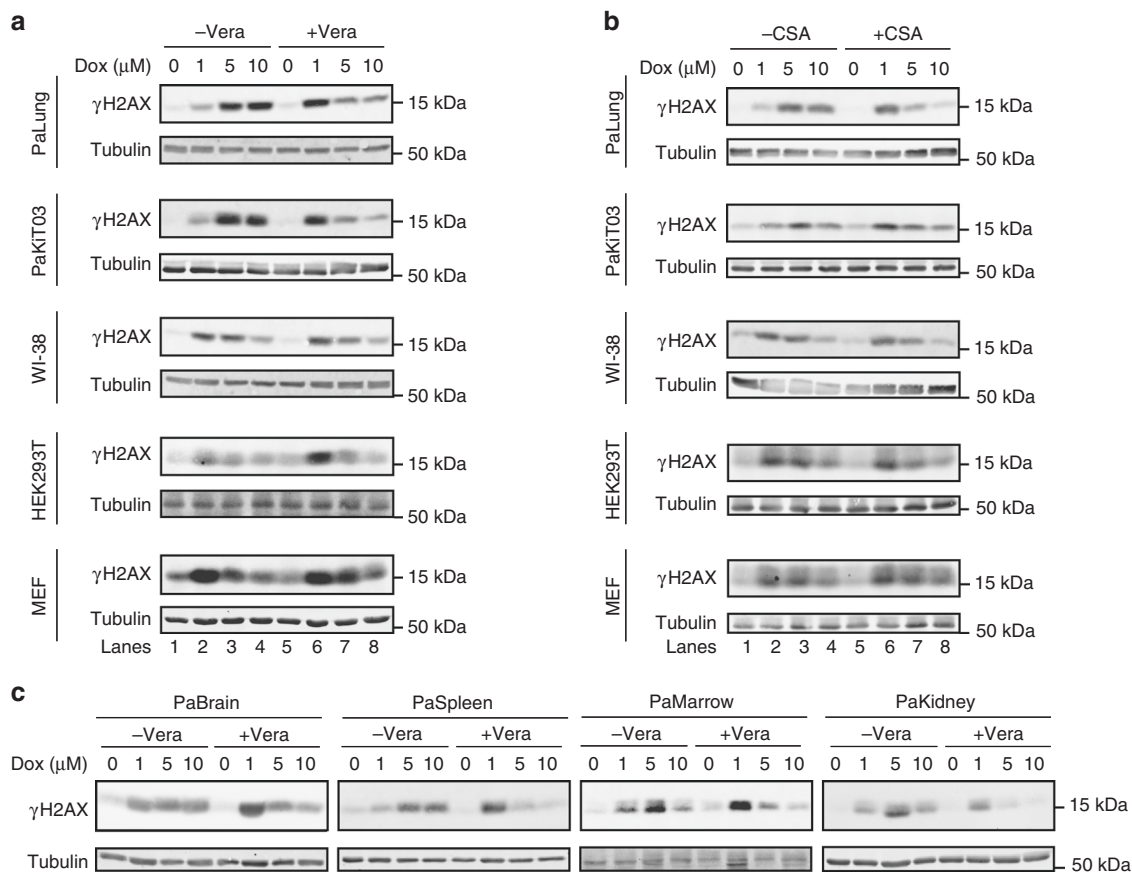 a
–Vera +Vera
Dox (μM) 0 1 5 10 0 1 5 10
PaLung
γH2AX 15 kDa
Tubulin 50 kDa
PaKiT03
γH2AX 15 kDa
Tubulin 50 kDa
WI-38
γH2AX 15 kDa
Tubulin 50 kDa
HEK293T
γH2AX 15 kDa
Tubulin 50 kDa
MEF
γH2AX 15 kDa
Tubulin 50 kDa
Lanes 1 2 3 4 5 6 7 8
b
–CSA +CSA
Dox (μM) 0 1 5 10 0 1 5 10
PaLung
γH2AX 15 kDa
Tubulin 50 kDa
PaKiT03
γH2AX 15 kDa
Tubulin 50 kDa
WI-38
γH2AX 15 kDa
Tubulin 50 kDa
HEK293T
γH2AX 15 kDa
Tubulin 50 kDa
MEF
γH2AX 15 kDa
Tubulin 50 kDa
Lanes 1 2 3 4 5 6 7 8
c
PaBrain PaSpleen PaMarrow PaKidney
–Vera +Vera –Vera +Vera –Vera +Vera –Vera +Vera
Dox (μM) 0 1 5 10 0 1 5 10 0 1 5 10 0 1 5 10 0 1 5 10 0 1 5 10 0 1 5 10 0 1 5 10
γH2AX 15 kDa
Tubulin 50 kDa